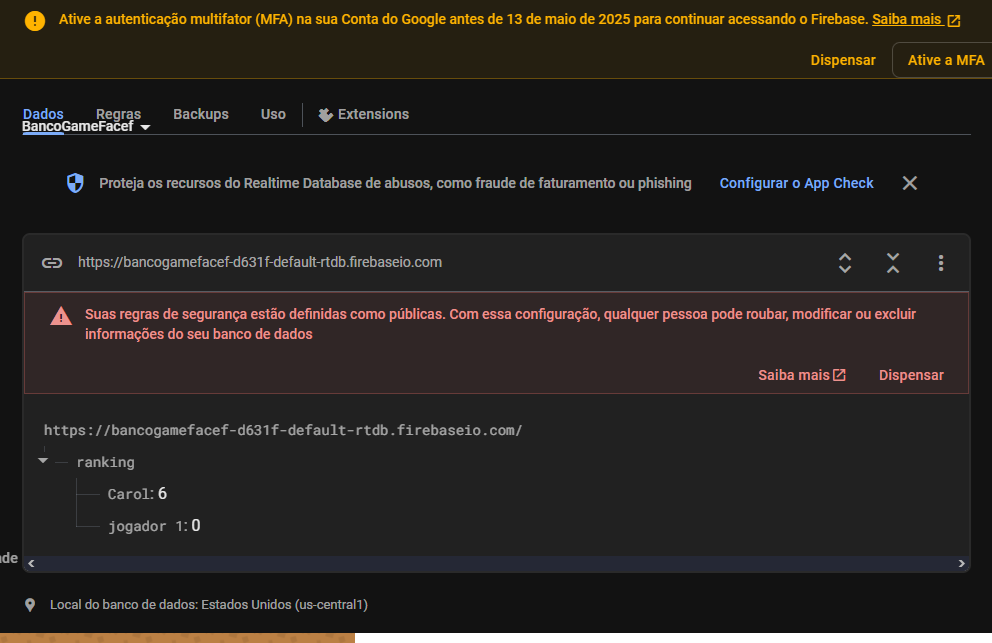 Ative a autenticação multifator (MFA) na sua Conta do Google antes de 13 de maio de 2025 para continuar acessando o Firebase. Saiba mais
Dispensar
Ative a MFA
Dados
Regras
Backups
Uso
Extensions
BancoGameFacef
Proteja os recursos do Realtime Database de abusos, como fraude de faturamento ou phishing
Configurar o App Check
https://bancogamefacef-d631f-default-rtdb.firebaseio.com
Suas regras de segurança estão definidas como públicas. Com essa configuração, qualquer pessoa pode roubar, modificar ou excluir
informações do seu banco de dados
Saiba mais
Dispensar
https://bancogamefacef-d631f-default-rtdb.firebaseio.com/
ranking
Carol: 6
jogador 1: 0
Local do banco de dados: Estados Unidos (us-central1)